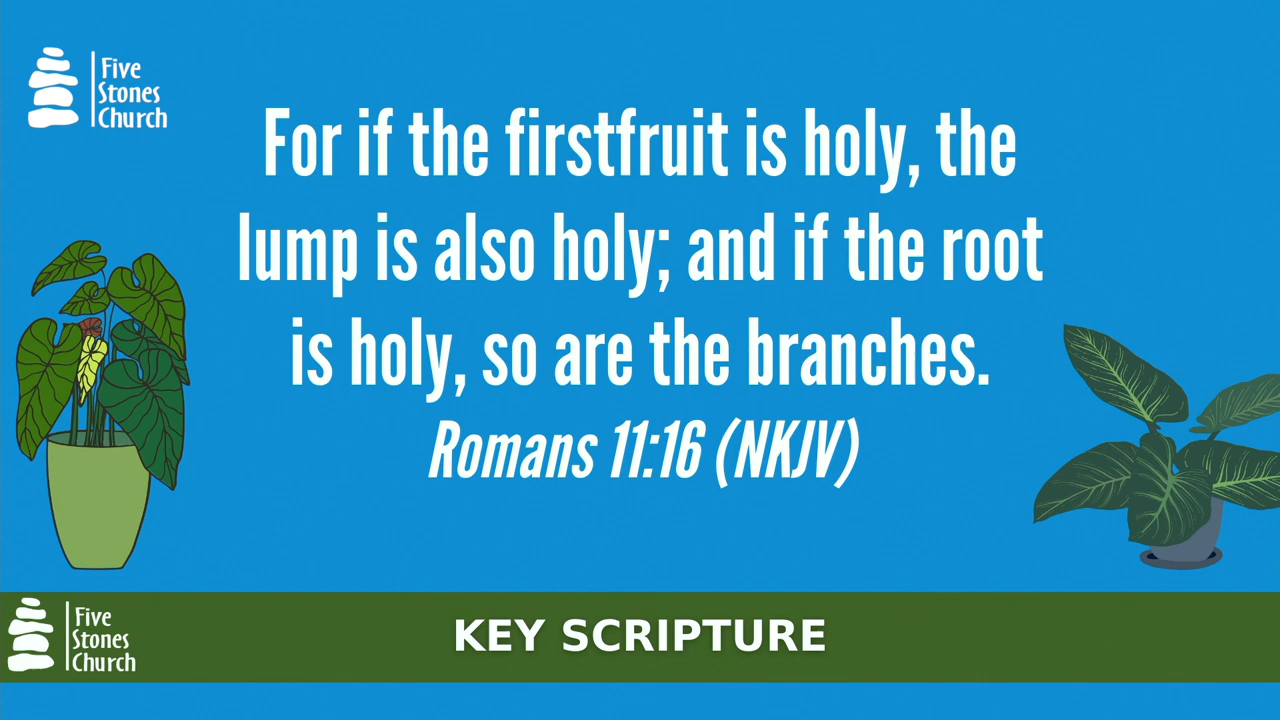 Five
Stones
Church
For if the firstfruit is holy, the
lump is also holy; and if the root
is holy, so are the branches.
Romans 11:16 (NKJV)
Five
Stones
Church
KEY SCRIPTURE